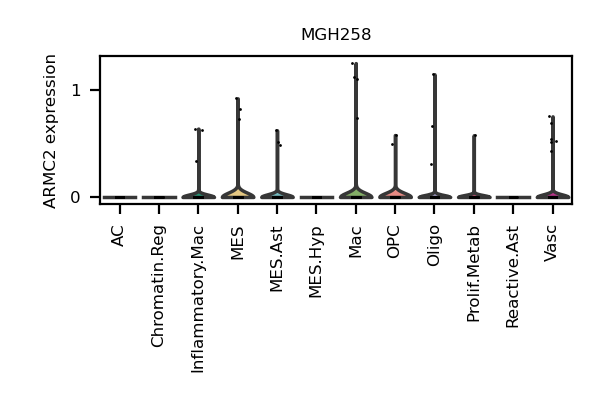 MGH258
ARMC2 expression
1
0
AC
Chromatin.Reg
Inflammatory.Mac
MES
MES.Ast
MES.Hyp
Mac
OPC
Oligo
Prolif.Metab
Reactive.Ast
Vasc